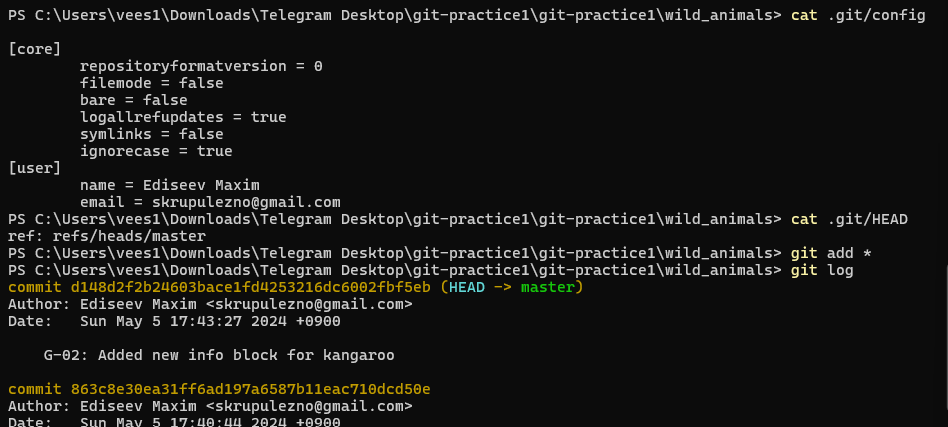 PS C:\Users\vees1\Downloads\Telegram Desktop\git-practice1\git-practice1\wild_animals> cat .git/config
[core]
repositoryformatversion = 0
filemode = false
bare = false
logallrefupdates = true
symlinks = false
ignorecase = true
[user]
name = Ediseev Maxim
email = skrupulezno@gmail.com
PS C:\Users\vees1\Downloads\Telegram Desktop\git-practice1\git-practice1\wild_animals> cat .git/HEAD
ref: refs/heads/master
PS C:\Users\vees1\Downloads\Telegram Desktop\git-practice1\git-practice1\wild_animals> git add *
PS C:\Users\vees1\Downloads\Telegram Desktop\git-practice1\git-practice1\wild_animals> git log
commit d148d2f2b24603bace1fd4253216dc6002fbf5eb (HEAD -> master)
Author: Ediseev Maxim <skrupulezno@gmail.com>
Date:   Sun May 5 17:43:27 2024 +0900
G-02: Added new info block for kangaroo
commit 863c8e30ea31ff6ad197a6587b11eac710dcd50e
Author: Ediseev Maxim <skrupulezno@gmail.com>
Date:   Sun May 5 17:40:44 2024 +0900